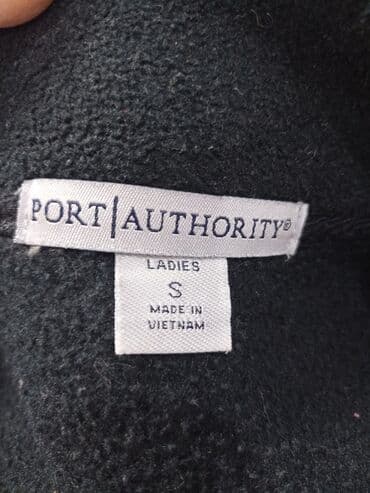 PORT|AUTHORITY®
LADIES
S
MADE IN
VIETNAM